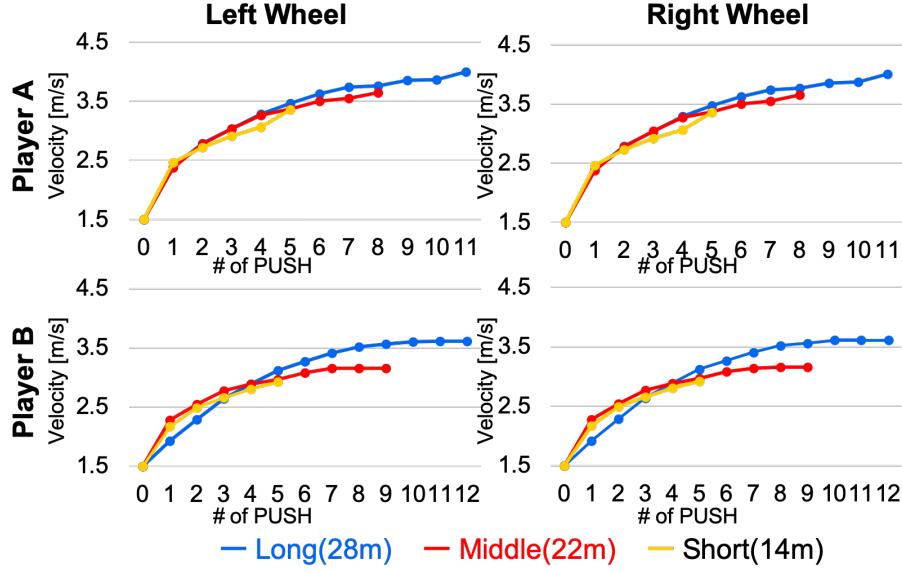 Left Wheel Right Wheel
Player A
Velocity [m/s]
4.5
3.5
2.5
1.5
0 1 2 3 4 5 6 7 8 9 10 11
# of PUSH
Velocity [m/s]
4.5
3.5
2.5
1.5
0 1 2 3 4 5 6 7 8 9 10 11
# of PUSH
Player B
Velocity [m/s]
4.5
3.5
2.5
1.5
0 1 2 3 4 5 6 7 8 9 10 11 12
# of PUSH
Velocity [m/s]
4.5
3.5
2.5
1.5
0 1 2 3 4 5 6 7 8 9 10 11 12
# of PUSH
Long(28m) Middle(22m) Short(14m)